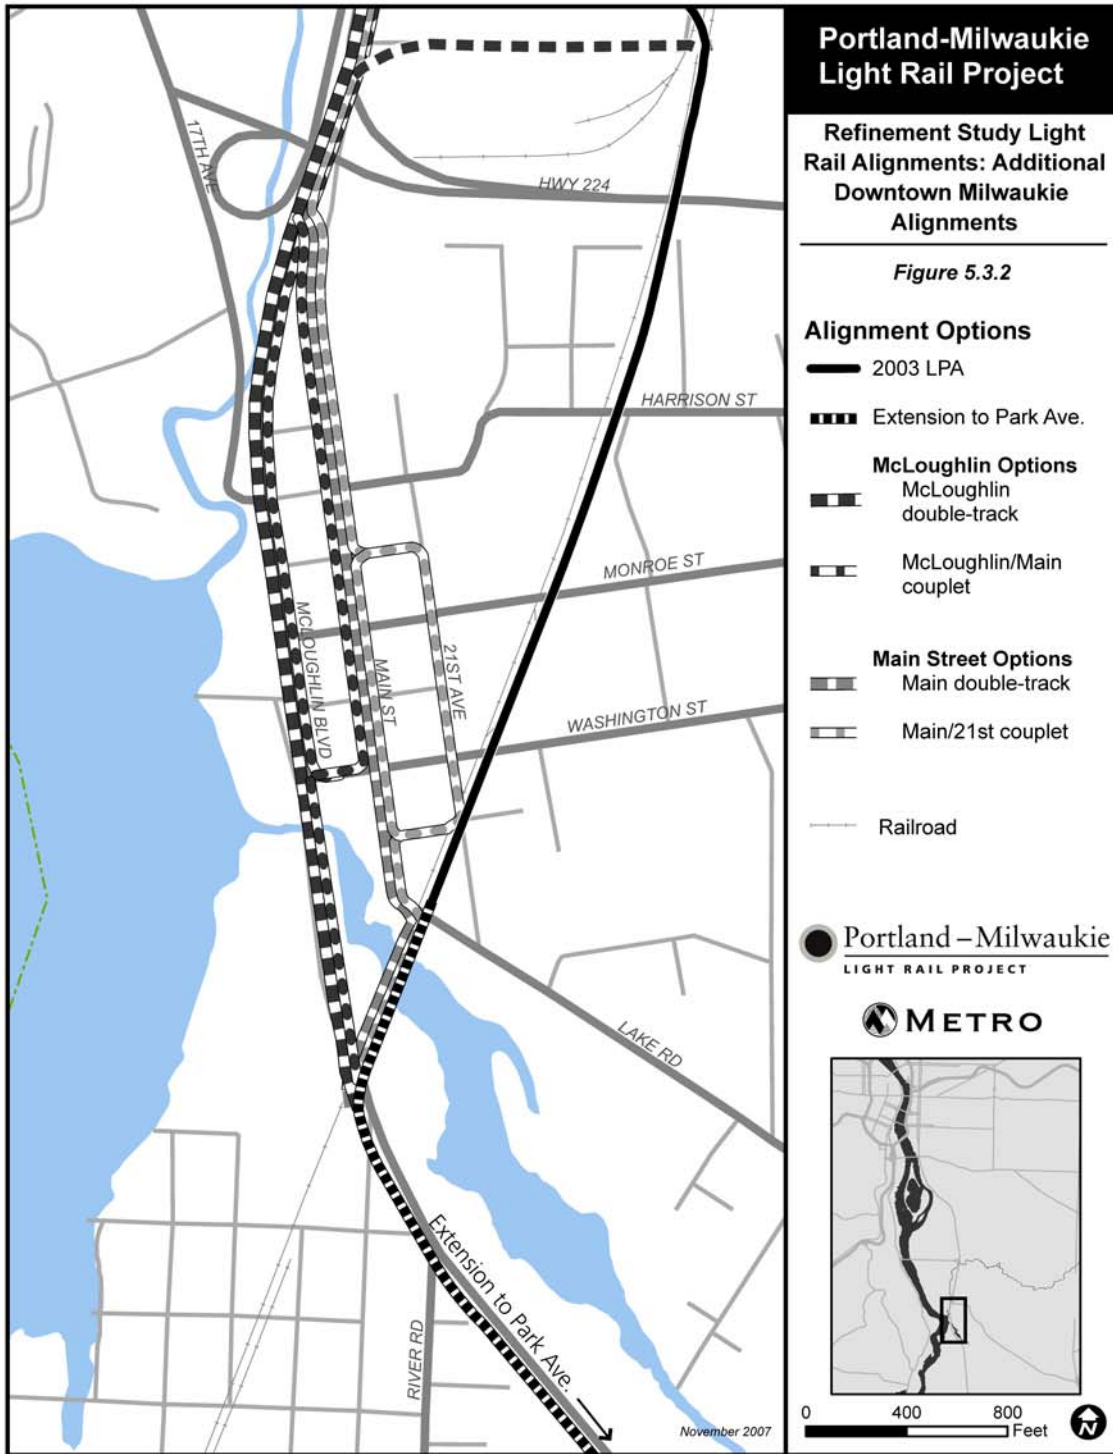 Portland-Milwaukie
Light Rail Project
Refinement Study Light
Rail Alignments: Additional
Downtown Milwaukie
Alignments
Figure 5.3.2
Alignment Options
2003 LPA
Extension to Park Ave.
McLoughlin Options
McLoughlin
double-track
McLoughlin/Main
couplet
Main Street Options
Main double-track
Main/21st couplet
Railroad
Portland – Milwaukie
LIGHT RAIL PROJECT
METRO
0 400 800
Feet
N
17TH AVE
HWY 224
HARRISON ST
MONROE ST
MCLOUGHLIN BLVD
MAIN ST
21ST AVE
WASHINGTON ST
LAKE RD
Extension to Park Ave.
RIVER RD
November 2007